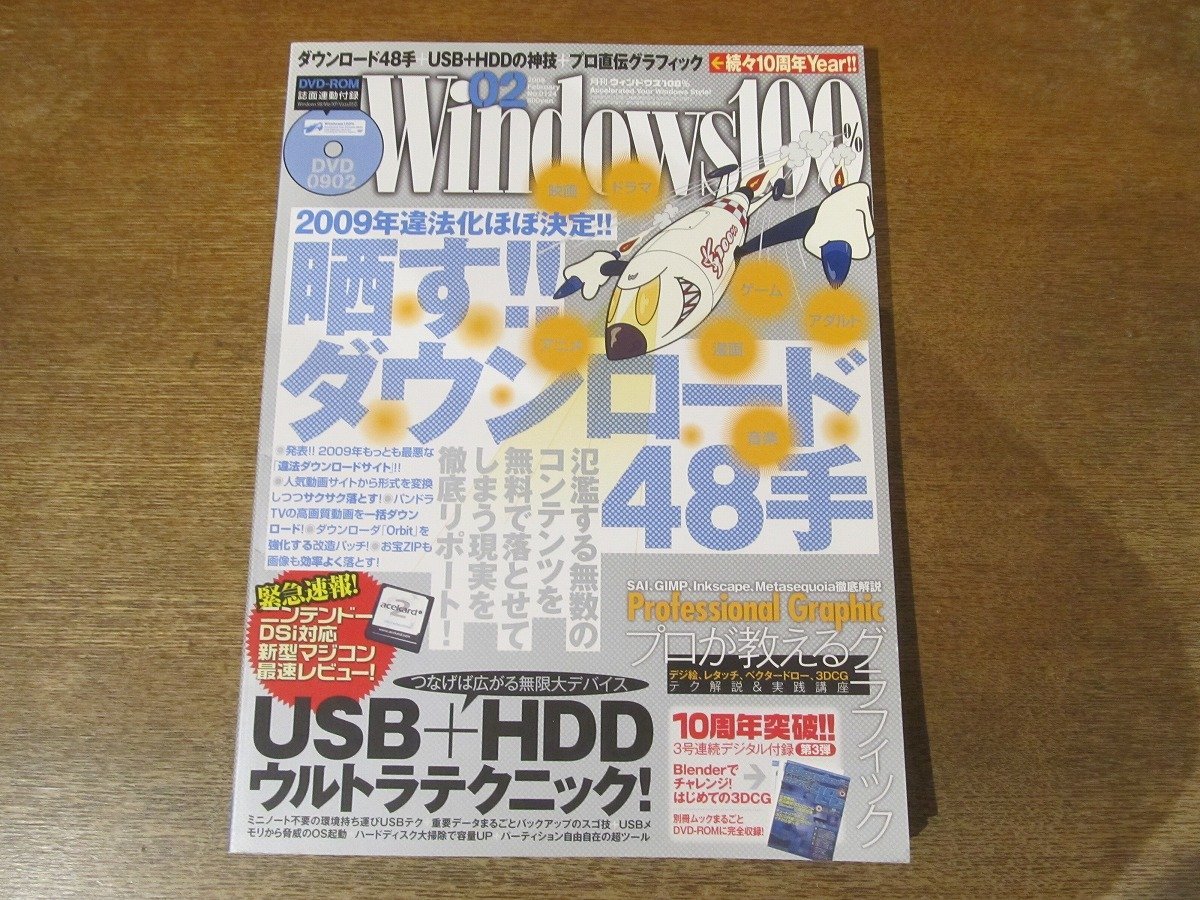 ダウンロード48手+USB+HDDの神技+プロ直伝グラフィック
←続々10周年Year!!
DVD-ROM
誌面連動付録
DVD
0902
02
February
月刊 ウィンドウズ100%
Accelerated Your Windows Style!
Windows100%
映画
ドラマ
2009年違法化ほぼ決定!!
晒す!!
ダウンロード
48手
ゲーム
アダルト
漫画
音楽
●発表!! 2009年もっとも最悪な
「違法ダウンロードサイト」!!
●人気動画サイトから形式を変換
しつつサクサク落とす!●パンドラ
TVの高画質動画を一括ダウン
ロード!●ダウンローダ「Orbit」を
強化する改造パッチ!●お宝ZIPも
画像も効率よく落とす!
氾濫する無数の
コンテンツを
無料で落とせて
しまう現実を
徹底リポート!
緊急速報!
ニンテンドー
DSi対応
新型マジコン
最速レビュー!
acekard
2
SAI、GIMP、Inkscape、Metasequoia徹底解説
Professional Graphic
プロが教えるグラフィック
デジ絵、レタッチ、ベクタードロー、3DCG
テク解説&実践講座
つなげば広がる無限大デバイス
USB+HDD
ウルトラテクニック!
ミニノート不要の環境持ち運びUSBテク 重要データまるごとバックアップのスゴ技 USBメ
モリから脅威のOS起動 ハードディスク大掃除で容量UP パーティション自由自在の超ツール
10周年突破!!
3号連続デジタル付録 第3弾
Blenderで
チャレンジ!
はじめての3DCG
別冊ムックまるごと
DVD-ROMに完全収録!